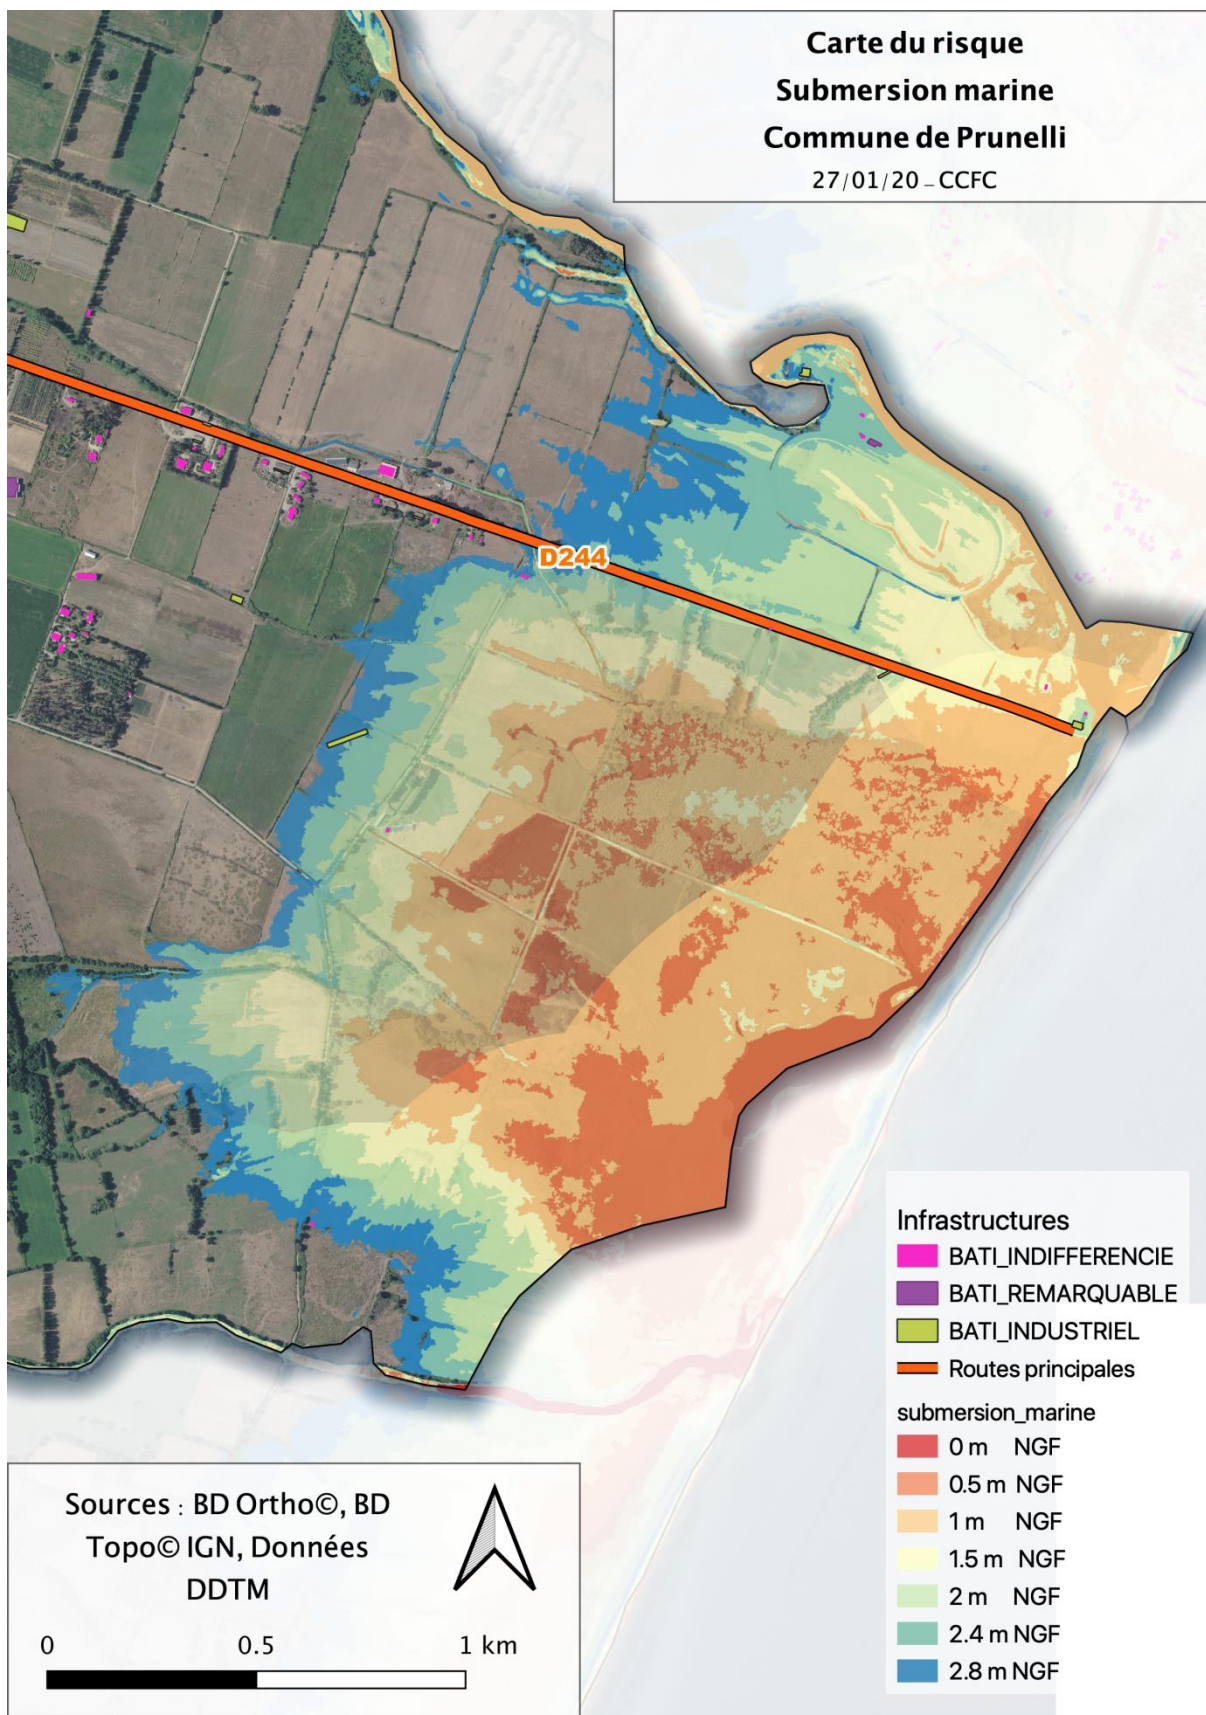 Carte du risque
Submersion marine
Commune de Prunelli
27/01/20 – CCFC
D244
Infrastructures
BATI_INDIFFERENCIE
BATI_REMARQUABLE
BATI_INDUSTRIEL
Routes principales
submersion_marine
0 m NGF
0.5 m NGF
1 m NGF
1.5 m NGF
2 m NGF
2.4 m NGF
2.8 m NGF
Sources : BD Ortho©, BD
Topo© IGN, Données
DDTM
0 0.5 1 km